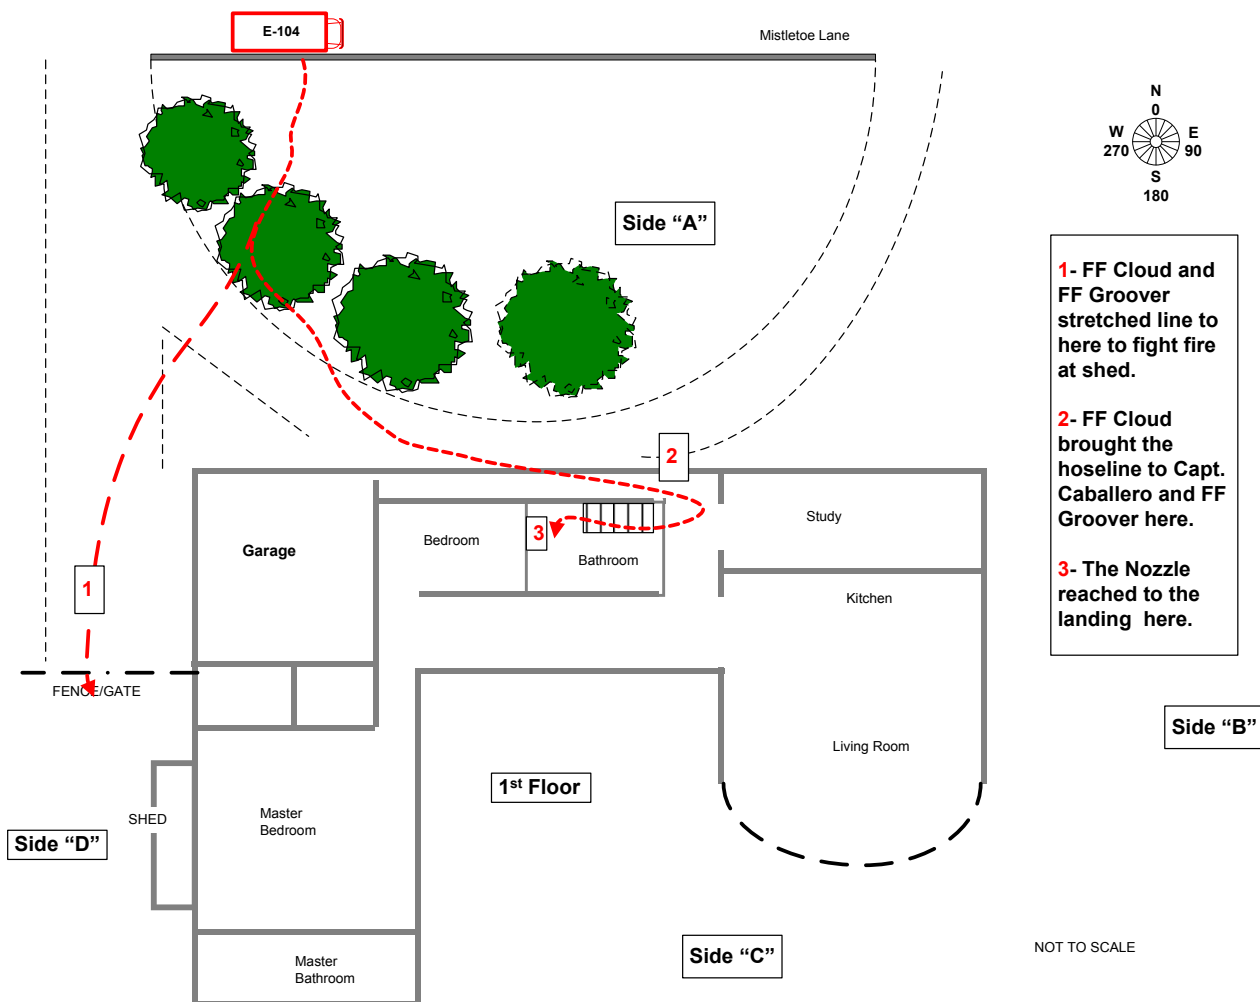 E-104
Mistletoe Lane
N
0
W
270
E
90
S
180
Side “A”
1- FF Cloud and
FF Groover
stretched line to
here to fight fire
at shed.
2- FF Cloud
brought the
hoseline to Capt.
Caballero and FF
Groover here.
3- The Nozzle
reached to the
landing here.
2
Study
Garage
Bedroom
3
Bathroom
1
Kitchen
FENCE/GATE
Side “B”
Living Room
1st Floor
SHED
Master
Bedroom
Side “D”
Side “C”
NOT TO SCALE
Master
Bathroom